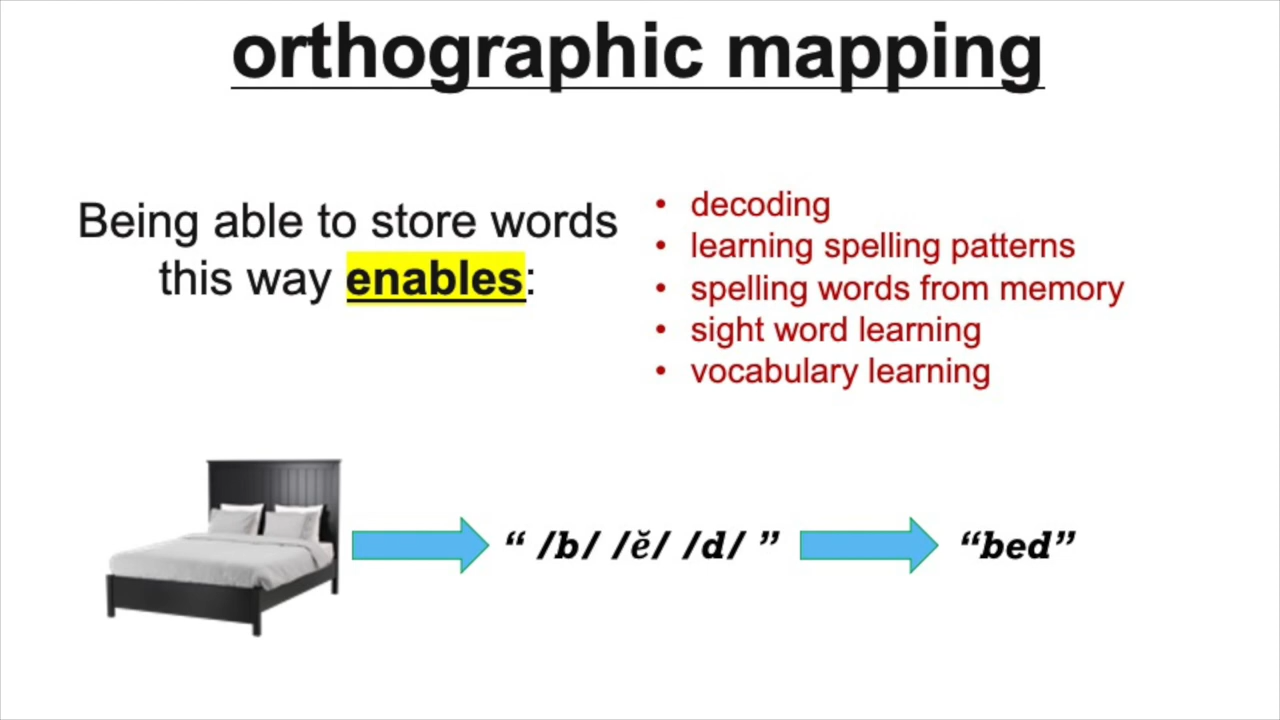 orthographic mapping
Being able to store words
this way enables:
• decoding
• learning spelling patterns
• spelling words from memory
• sight word learning
• vocabulary learning
“ /b/ /ĕ/ /d/ ”
“bed”